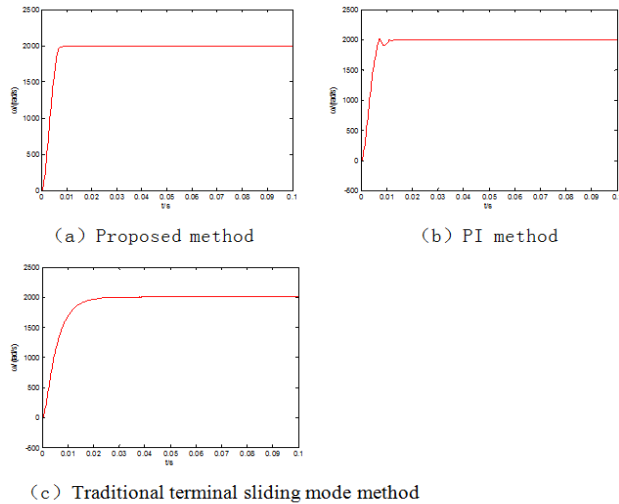 2500
2000
1500
1000
500
0
ω/(rad/s)
0 0.01 0.02 0.03 0.04 0.05 0.06 0.07 0.08 0.09 0.1
t/s
(a) Proposed method
2500
2000
1500
1000
500
0
-500
ω/(rad/s)
0 0.01 0.02 0.03 0.04 0.05 0.06 0.07 0.08 0.09 0.
t/s
(b) PI method
2500
2000
1500
1000
500
0
-500
ω/(rad/s)
0 0.01 0.02 0.03 0.04 0.05 0.06 0.07 0.08 0.09 0.1
t/s
(c) Traditional terminal sliding mode method